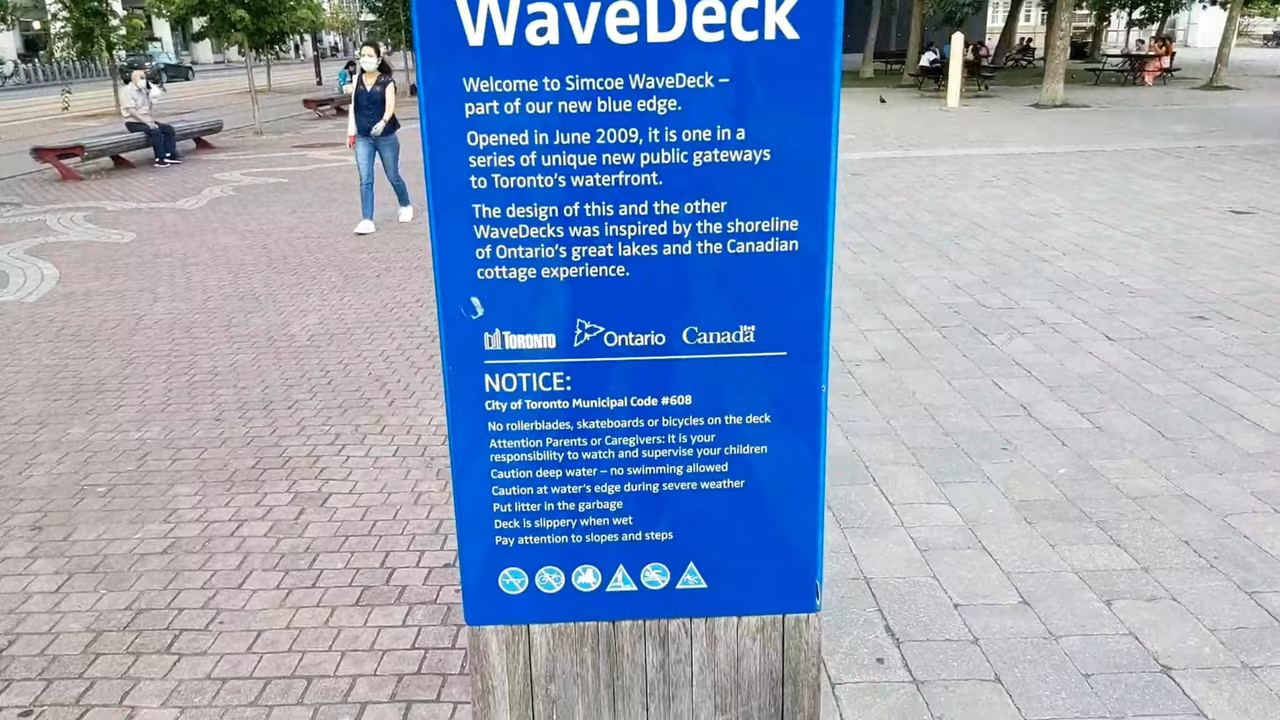 WaveDeck
Welcome to Simcoe WaveDeck –
part of our new blue edge.
Opened in June 2009, it is one in a
series of unique new public gateways
to Toronto's waterfront.
The design of this and the other
WaveDecks was inspired by the shoreline
of Ontario's great lakes and the Canadian
cottage experience.
TORONTO Ontario Canada
NOTICE:
City of Toronto Municipal Code #608
No rollerblades, skateboards or bicycles on the deck
Attention Parents or Caregivers: It is your
responsibility to watch and supervise your children
Caution deep water – no swimming allowed
Caution at water's edge during severe weather
Put litter in the garbage
Deck is slippery when wet
Pay attention to slopes and steps